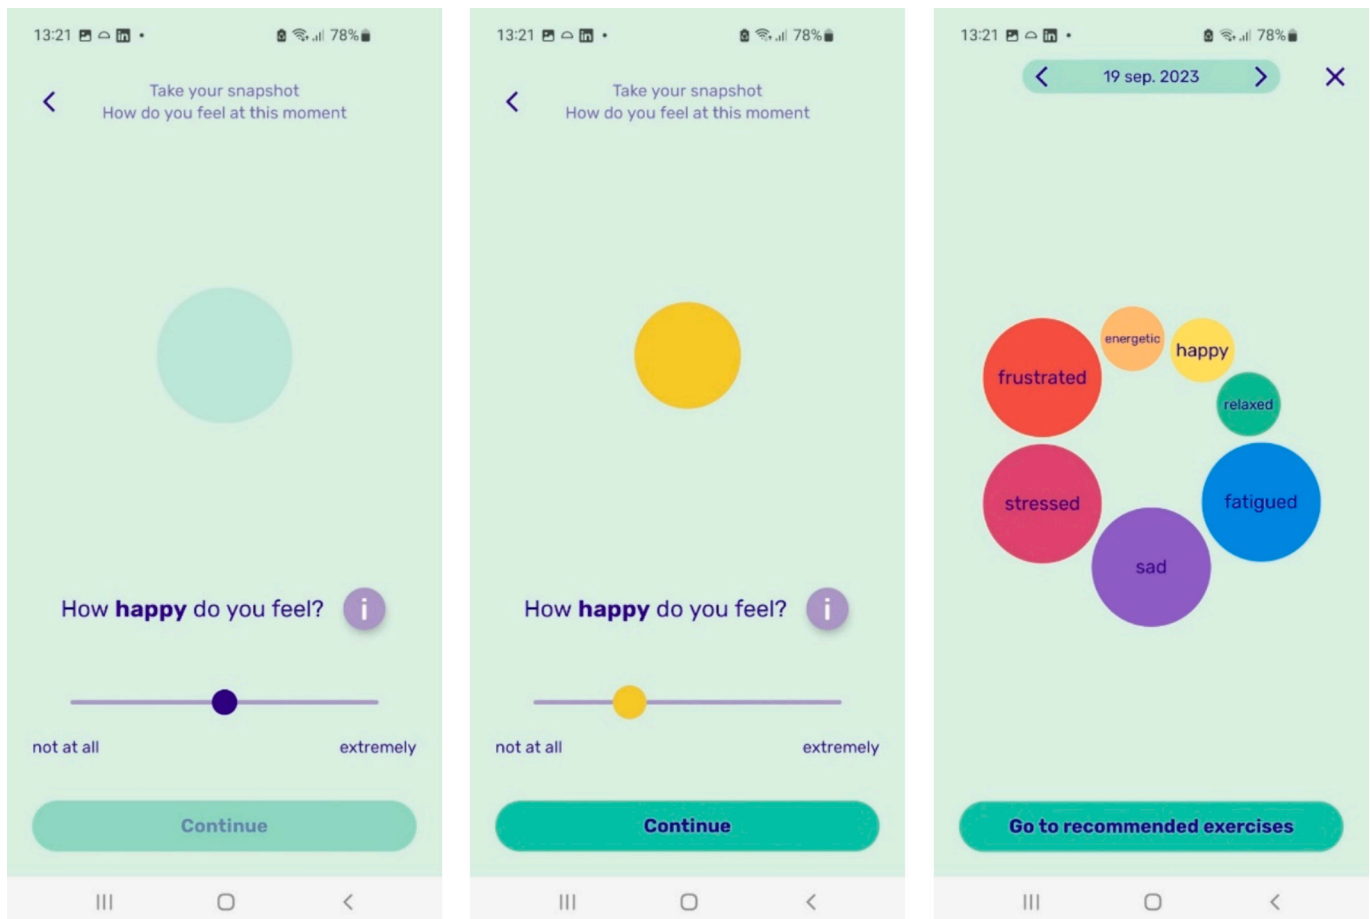 13:21 78%
Take your snapshot
How do you feel at this moment
How happy do you feel?
i
not at all extremely
Continue
13:21 78%
Take your snapshot
How do you feel at this moment
How happy do you feel?
i
not at all extremely
Continue
13:21 78%
19 sep. 2023
energetic
happy
frustrated
relaxed
stressed
fatigued
sad
Go to recommended exercises